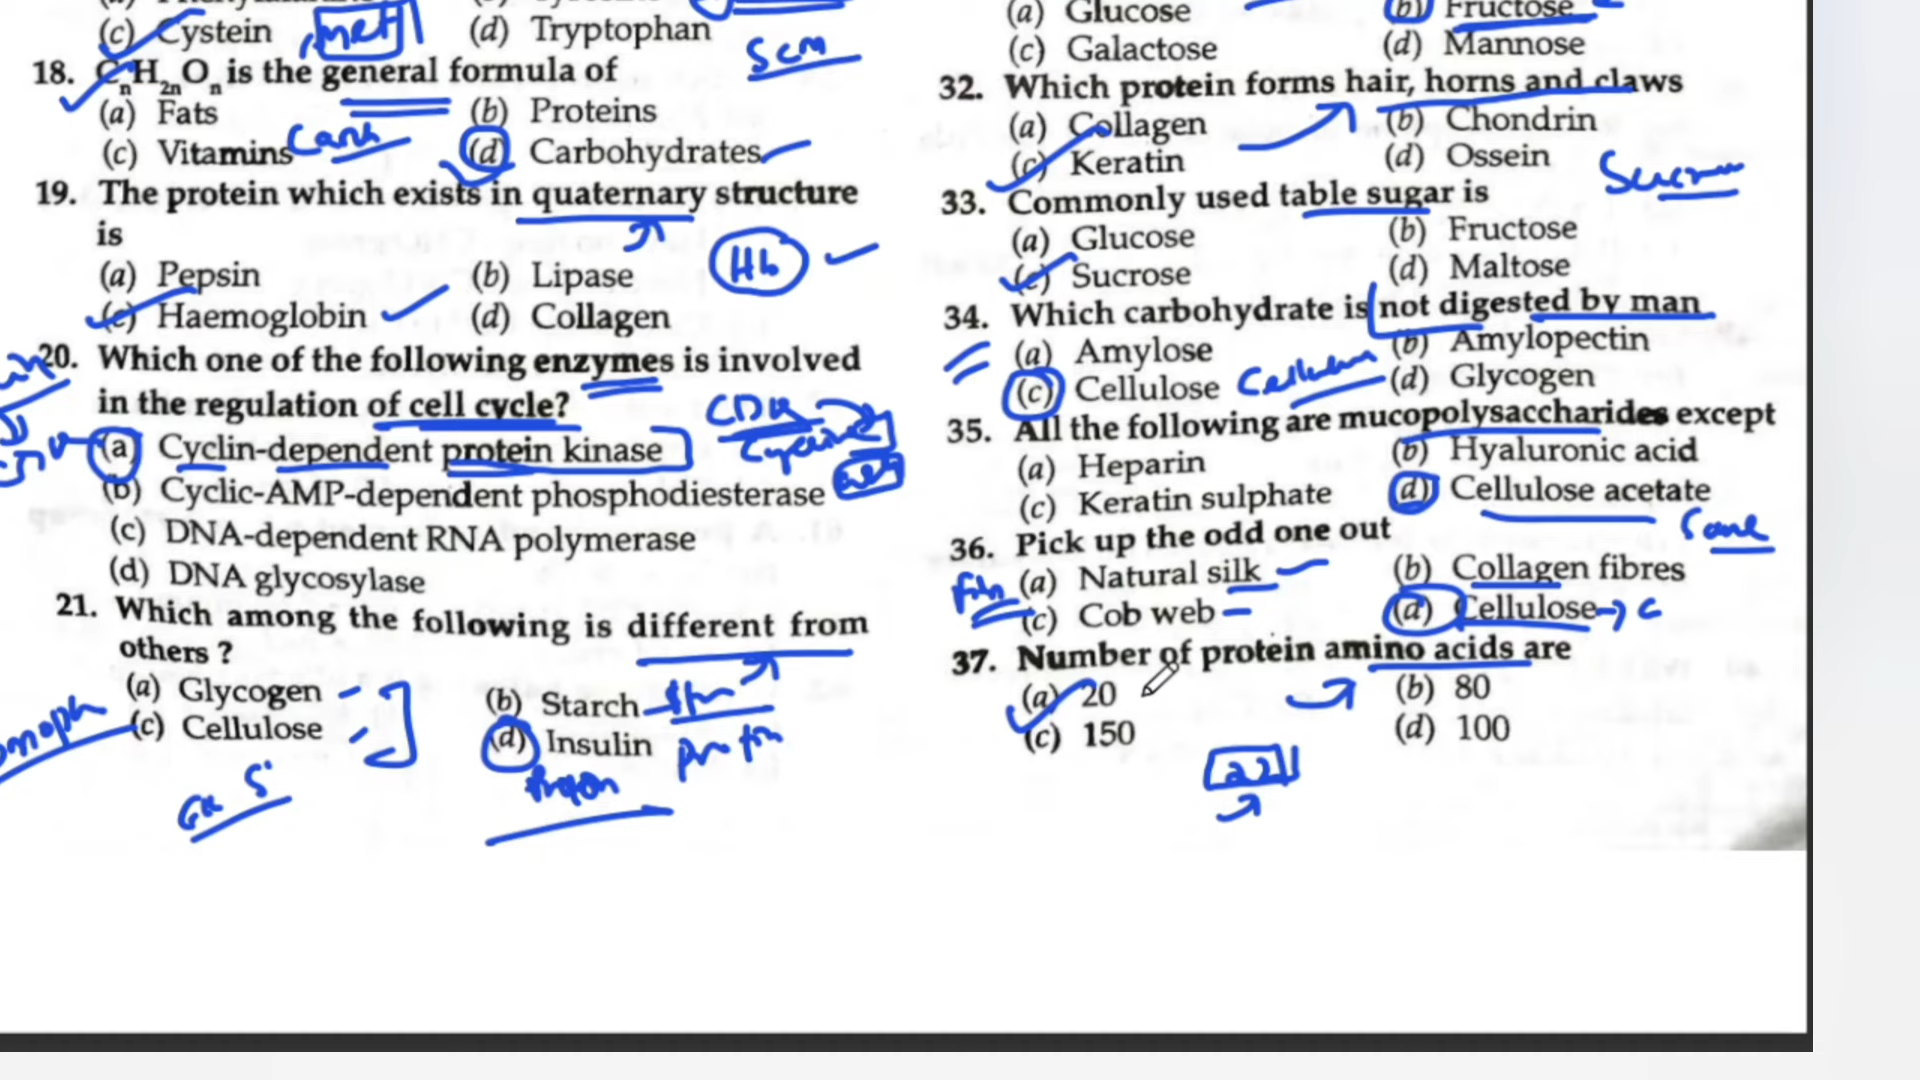 (c) Cystein (d) Tryptophan
met
Scm
18. CnH2nOn is the general formula of
(a) Fats (b) Proteins
Carb
(c) Vitamins (d) Carbohydrates
19. The protein which exists in quaternary structure
is
Hb
(a) Pepsin (b) Lipase
(c) Haemoglobin (d) Collagen
20. Which one of the following enzymes is involved
in the regulation of cell cycle?
CDK
(a) Cyclin-dependent protein kinase
(b) Cyclic-AMP-dependent phosphodiesterase
(c) DNA-dependent RNA polymerase
(d) DNA glycosylase
21. Which among the following is different from
others ?
(a) Glycogen (b) Starch
(c) Cellulose (d) Insulin
(a) Glucose (b) Fructose
(c) Galactose (d) Mannose
32. Which protein forms hair, horns and claws
(a) Collagen (b) Chondrin
(c) Keratin (d) Ossein
33. Commonly used table sugar is
(a) Glucose (b) Fructose
(c) Sucrose (d) Maltose
34. Which carbohydrate is not digested by man
(a) Amylose (b) Amylopectin
(c) Cellulose (d) Glycogen
35. All the following are mucopolysaccharides except
(a) Heparin (b) Hyaluronic acid
(c) Keratin sulphate (d) Cellulose acetate
36. Pick up the odd one out
(a) Natural silk (b) Collagen fibres
(c) Cob web (d) Cellulose → C
37. Number of protein amino acids are
(a) 20 (b) 80
(c) 150 (d) 100
22